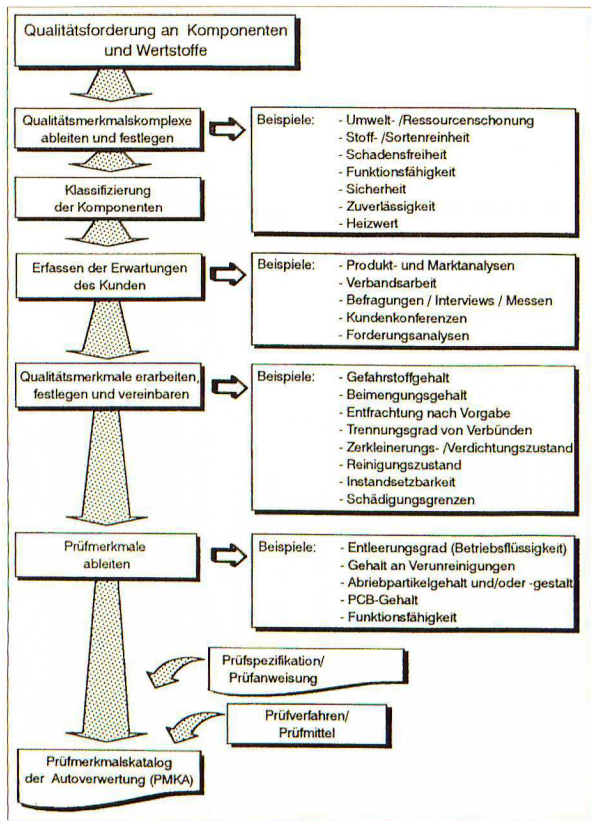 Qualitätsforderung an Komponenten
und Wertstoffe
Qualitätsmerkmalskomplexe
ableiten und festlegen
Beispiele:
- Umwelt- /Ressourcenschonung
- Stoff- /Sortenreinheit
- Schadensfreiheit
- Funktionsfähigkeit
- Sicherheit
- Zuverlässigkeit
- Heizwert
Klassifizierung
der Komponenten
Erfassen der Erwartungen
des Kunden
Beispiele:
- Produkt- und Marktanalysen
- Verbandsarbeit
- Befragungen / Interviews / Messen
- Kundenkonferenzen
- Forderungsanalysen
Qualitätsmerkmale erarbeiten,
festlegen und vereinbaren
Beispiele:
- Gefahrstoffgehalt
- Beimengungsgehalt
- Entfrachtung nach Vorgabe
- Trennungsgrad von Verbünden
- Zerkleinerungs- /Verdichtungszustand
- Reinigungszustand
- Instandsetzbarkeit
- Schädigungsgrenzen
Prüfmerkmale
ableiten
Beispiele:
- Entleerungsgrad (Betriebsflüssigkeit)
- Gehalt an Verunreinigungen
- Abriebpartikelgehalt und/oder -gestalt
- PCB-Gehalt
- Funktionsfähigkeit
Prüfspezifikation/
Prüfanweisung
Prüfverfahren/
Prüfmittel
Prüfmerkmalskatalog
der Autoverwertung (PMKA)